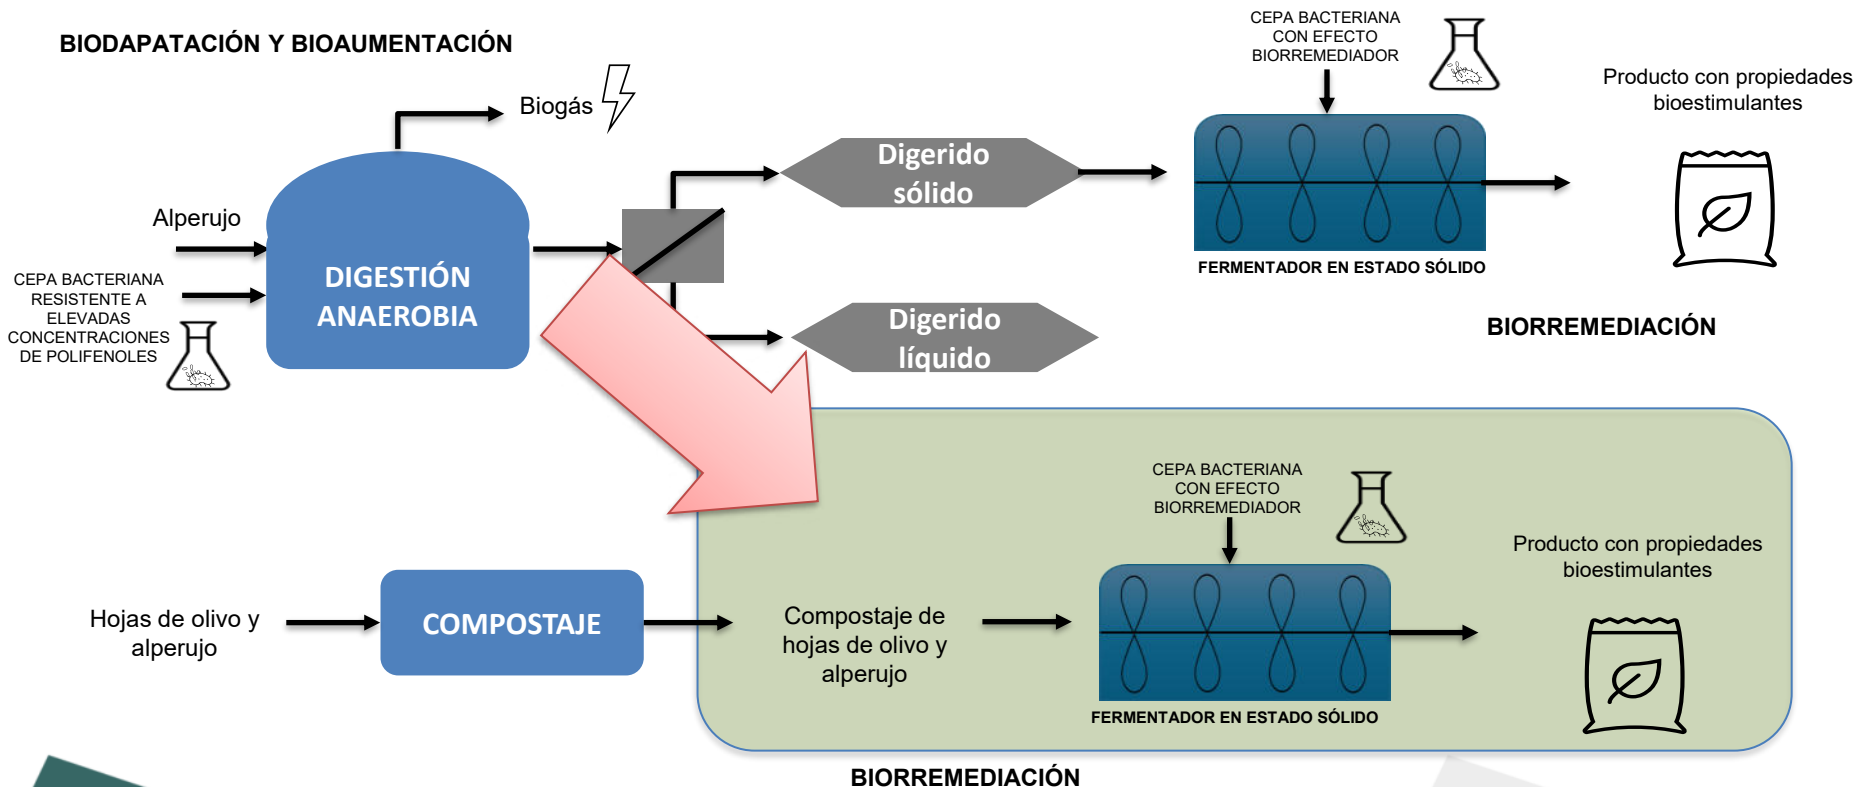 BIODAPATACIÓN Y BIOAUMENTACIÓN
Biogás
Alperujo
CEPA BACTERIANA
RESISTENTE A
ELEVADAS
CONCENTRACIONES
DE POLIFENOLES
DIGESTIÓN
ANAEROBIA
Digerido
sólido
Digerido
líquido
CEPA BACTERIANA
CON EFECTO
BIORREMEDIADOR
FERMENTADOR EN ESTADO SÓLIDO
Producto con propiedades
bioestimulantes
BIORREMEDIACIÓN
Hojas de olivo y
alperujo
COMPOSTAJE
Compostaje de
hojas de olivo y
alperujo
CEPA BACTERIANA
CON EFECTO
BIORREMEDIADOR
FERMENTADOR EN ESTADO SÓLIDO
Producto con propiedades
bioestimulantes
BIORREMEDIACIÓN